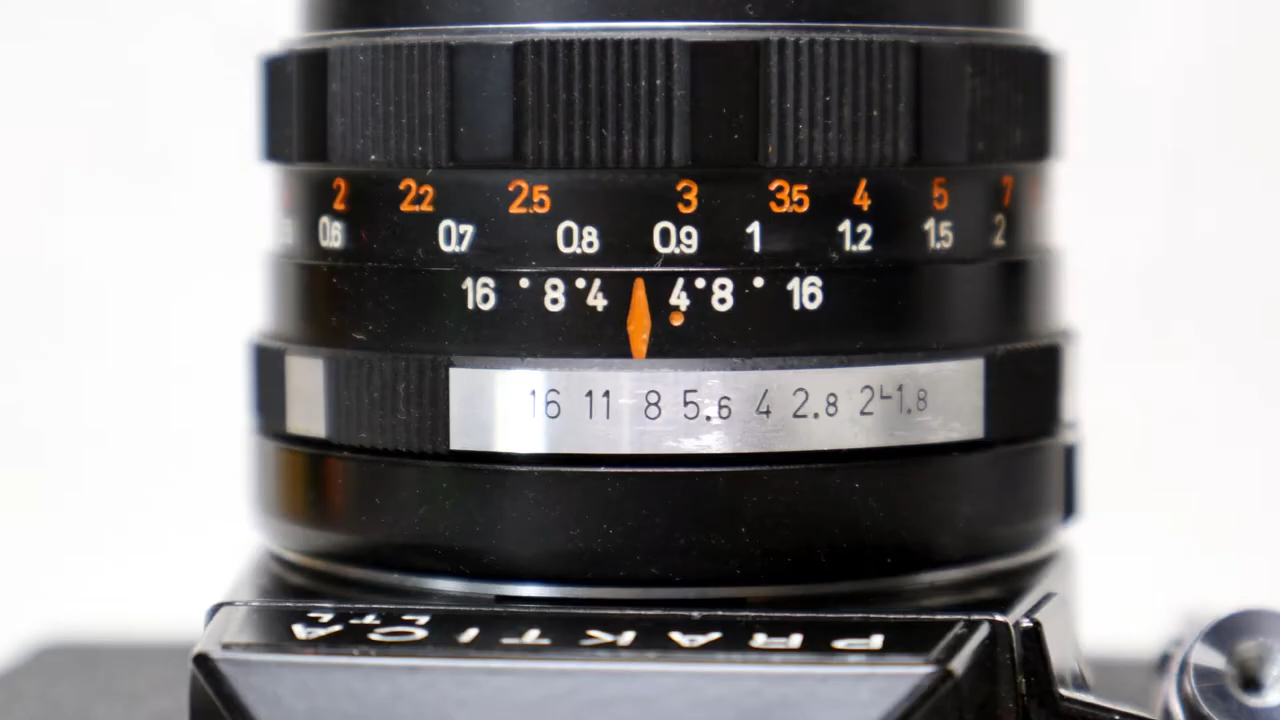 2 2.2 2.5 3 3.5 4 5 7
0.6 0.7 0.8 0.9 1 1.2 1.5 2
16 8 4 4 8 16
16 11 8 5.6 4 2.8 2 1.8
PRAKTICA
LTL